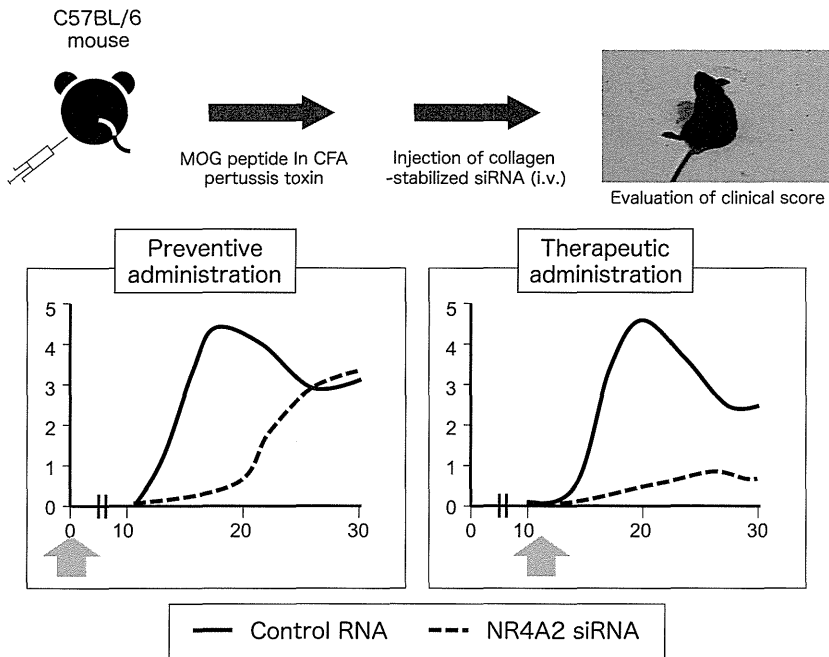 C57BL/6
mouse
MOG peptide In CFA
pertussis toxin
Injection of collagen
-stabilized siRNA (i.v.)
Evaluation of clinical score
Preventive
administration
5
4
3
2
1
0
0 10 20 30
Therapeutic
administration
5
4
3
2
1
0
0 10 20 30
Control RNA NR4A2 siRNA